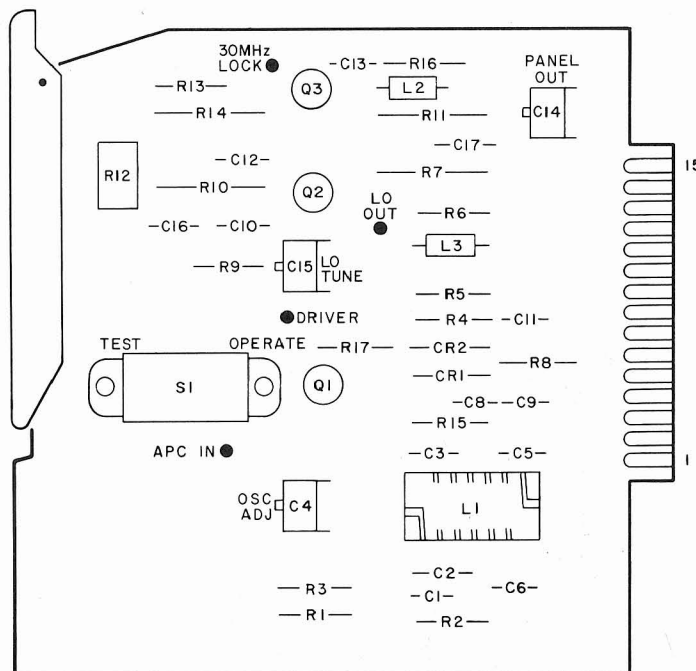 30MHz
LOCK
C13
R16
PANEL
OUT
R13
Q3
L2
R14
R11
C14
C17
C12
R7
15
R12
R10
Q2
LO
OUT
R6
C16
C10
L3
R9
C15
LO
TUNE
R5
DRIVER
R4
C11
TEST
OPERATE
R17
CR2
R8
S1
Q1
CR1
C8
C9
R15
APC IN
C3
C5
1
OSC
ADJ
C4
L1
C2
R3
C6
C1
R1
R2